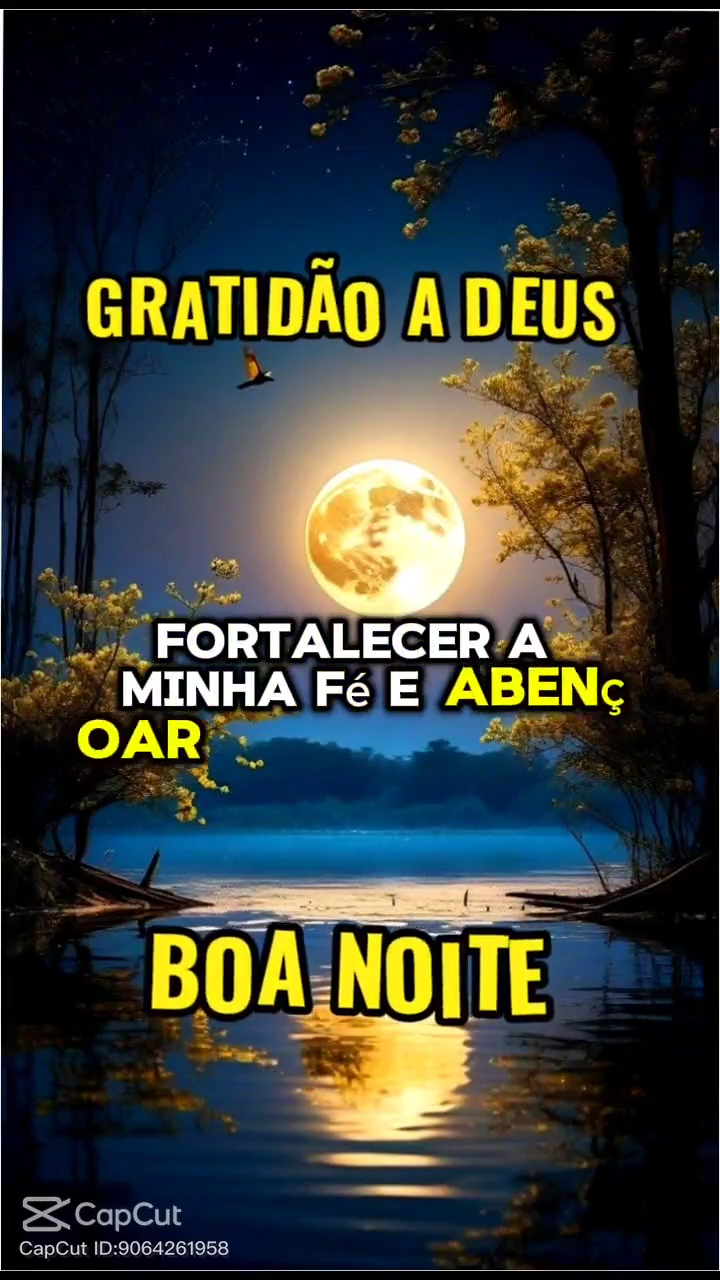 GRATIDÃO A DEUS
FORTALECER A
MINHA Fé E ABENÇ
OAR
BOA NOITE
CapCut
CapCut ID:9064261958